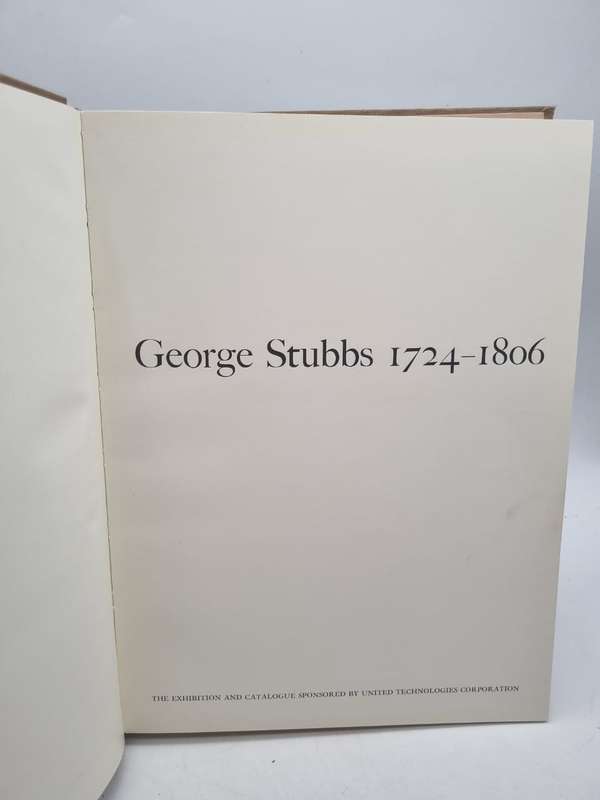 George Stubbs 1724–1806
THE EXHIBITION AND CATALOGUE SPONSORED BY UNITED TECHNOLOGIES CORPORATION